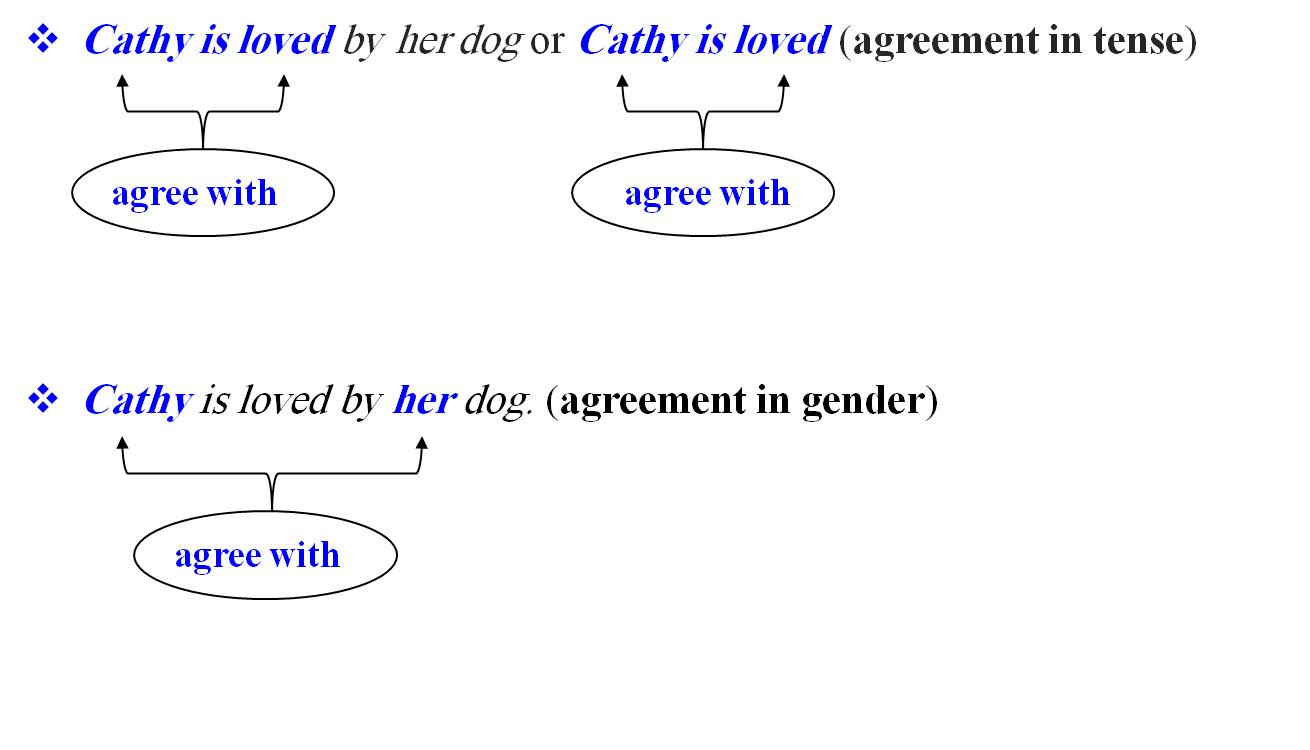 ❖ Cathy is loved by her dog or Cathy is loved (agreement in tense)
agree with agree with
❖ Cathy is loved by her dog. (agreement in gender)
agree with